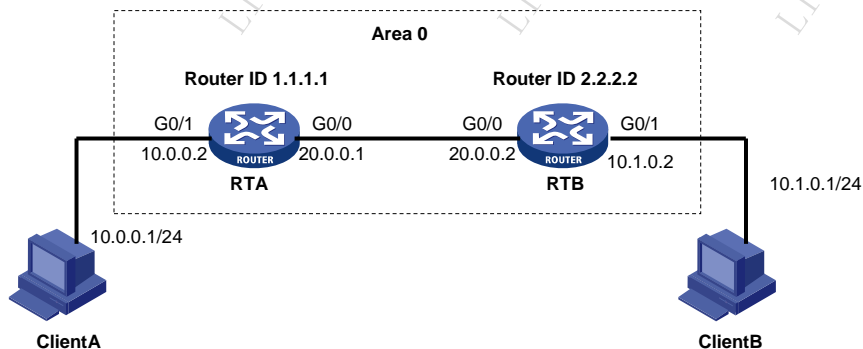 Area 0
Router ID 1.1.1.1
Router ID 2.2.2.2
G0/1
G0/0
G0/0
G0/1
10.0.0.2
ROUTER
20.0.0.1
20.0.0.2
ROUTER
10.1.0.2
RTA
RTB
10.1.0.1/24
10.0.0.1/24
ClientA
ClientB